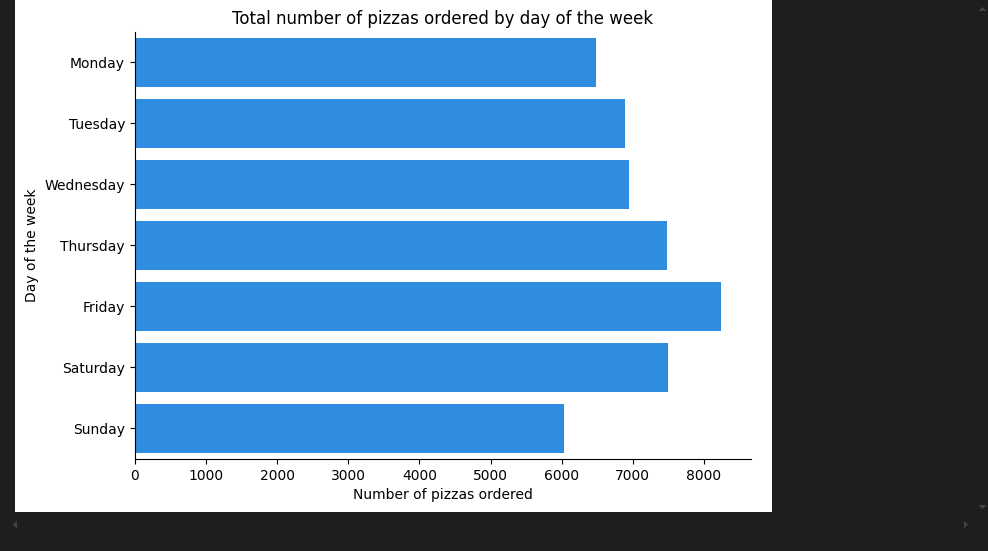 Total number of pizzas ordered by day of the week
Monday
Tuesday
Wednesday
Thursday
Friday
Saturday
Sunday
Day of the week
0 1000 2000 3000 4000 5000 6000 7000 8000
Number of pizzas ordered